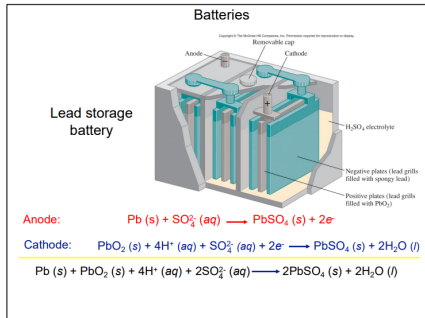 Batteries
Copyright © The McGraw-Hill Companies, Inc. Permission required for reproduction or display.
Removable cap
Anode
Cathode
−
+
Lead storage
battery
H₂SO₄ electrolyte
Negative plates (lead grills
filled with spongy lead)
Positive plates (lead grills
filled with PbO₂)
Anode: Pb (s) + SO₄²⁻ (aq) ⟶ PbSO₄ (s) + 2e⁻
Cathode: PbO₂ (s) + 4H⁺ (aq) + SO₄²⁻ (aq) + 2e⁻ ⟶ PbSO₄ (s) + 2H₂O (l)
Pb (s) + PbO₂ (s) + 4H⁺ (aq) + 2SO₄²⁻ (aq) ⟶ 2PbSO₄ (s) + 2H₂O (l)